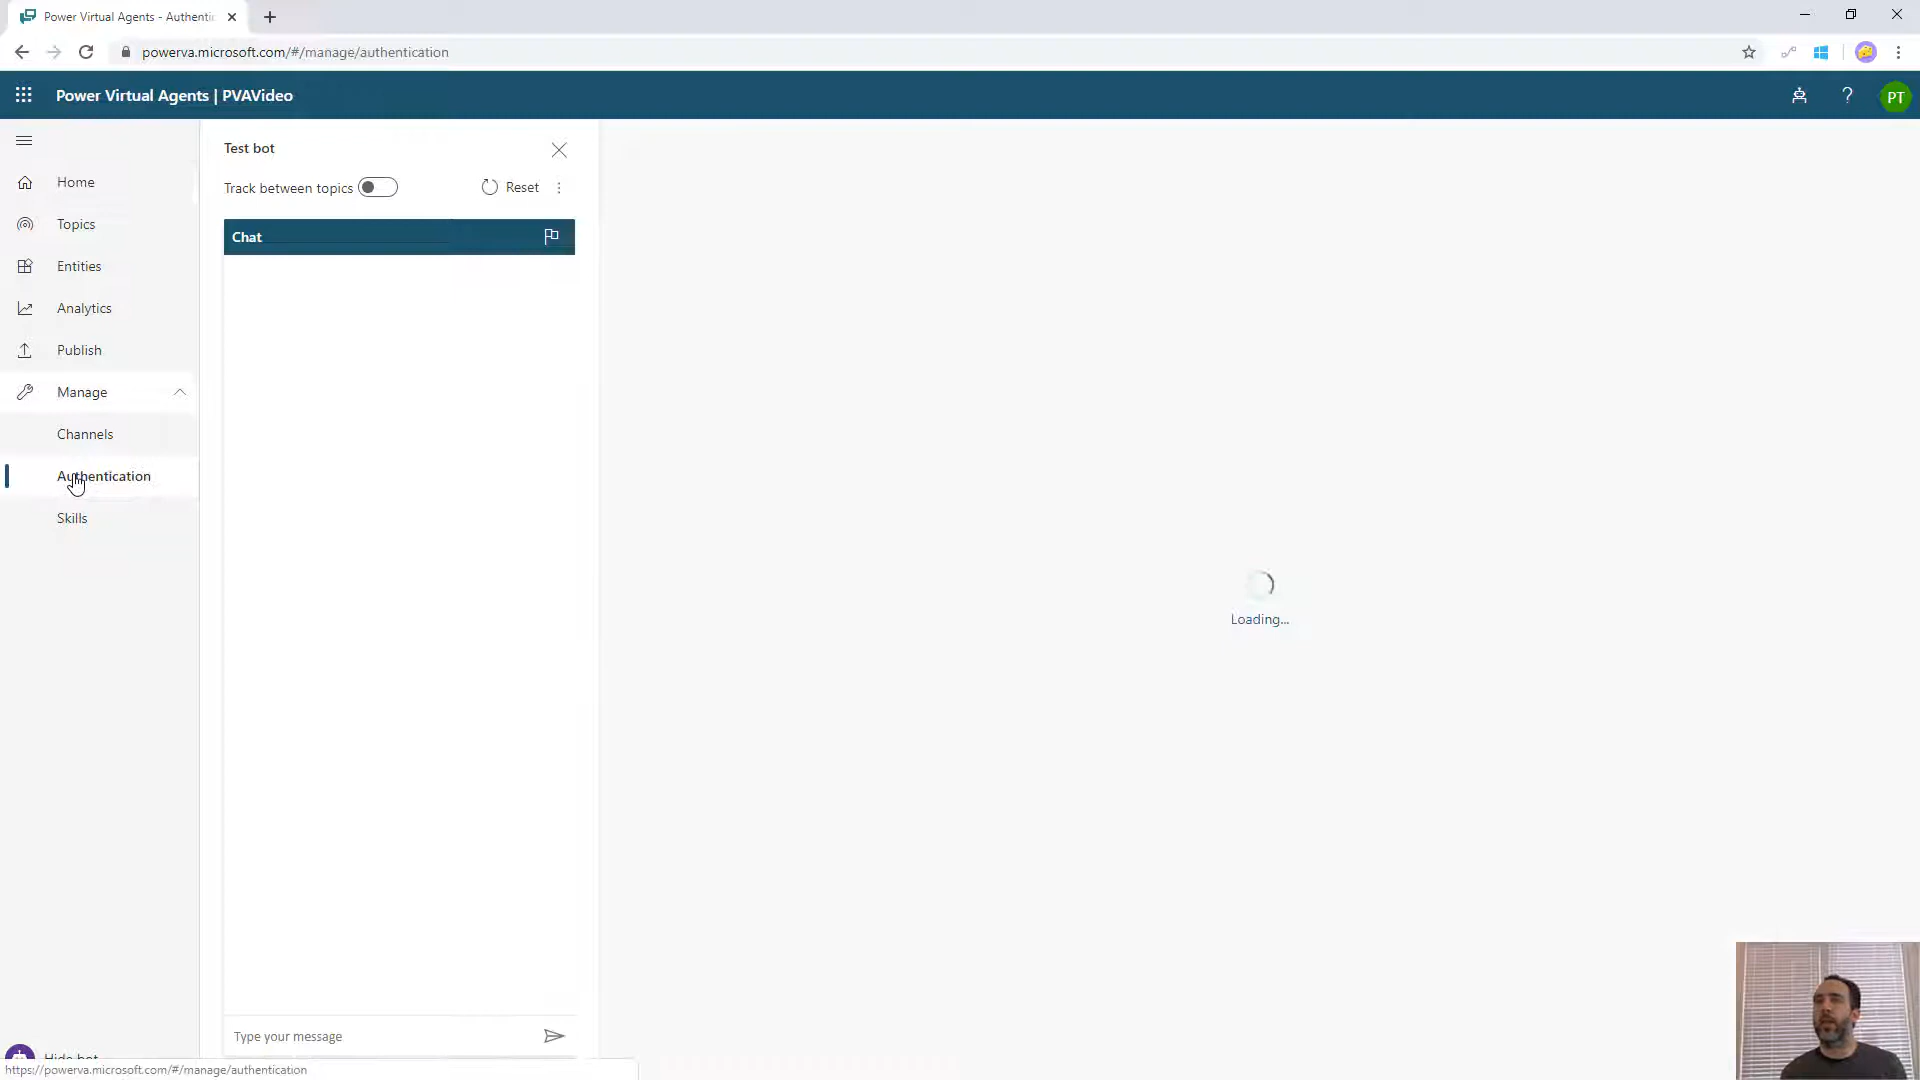 Power Virtual Agents - Authentic
powerva.microsoft.com/#/manage/authentication
Power Virtual Agents | PVAVideo
?
PT
Home
Topics
Entities
Analytics
Publish
Manage
Channels
Authentication
Skills
Hide bot
Test bot
Track between topics
Reset
Chat
Type your message
Loading...
https://powerva.microsoft.com/#/manage/authentication